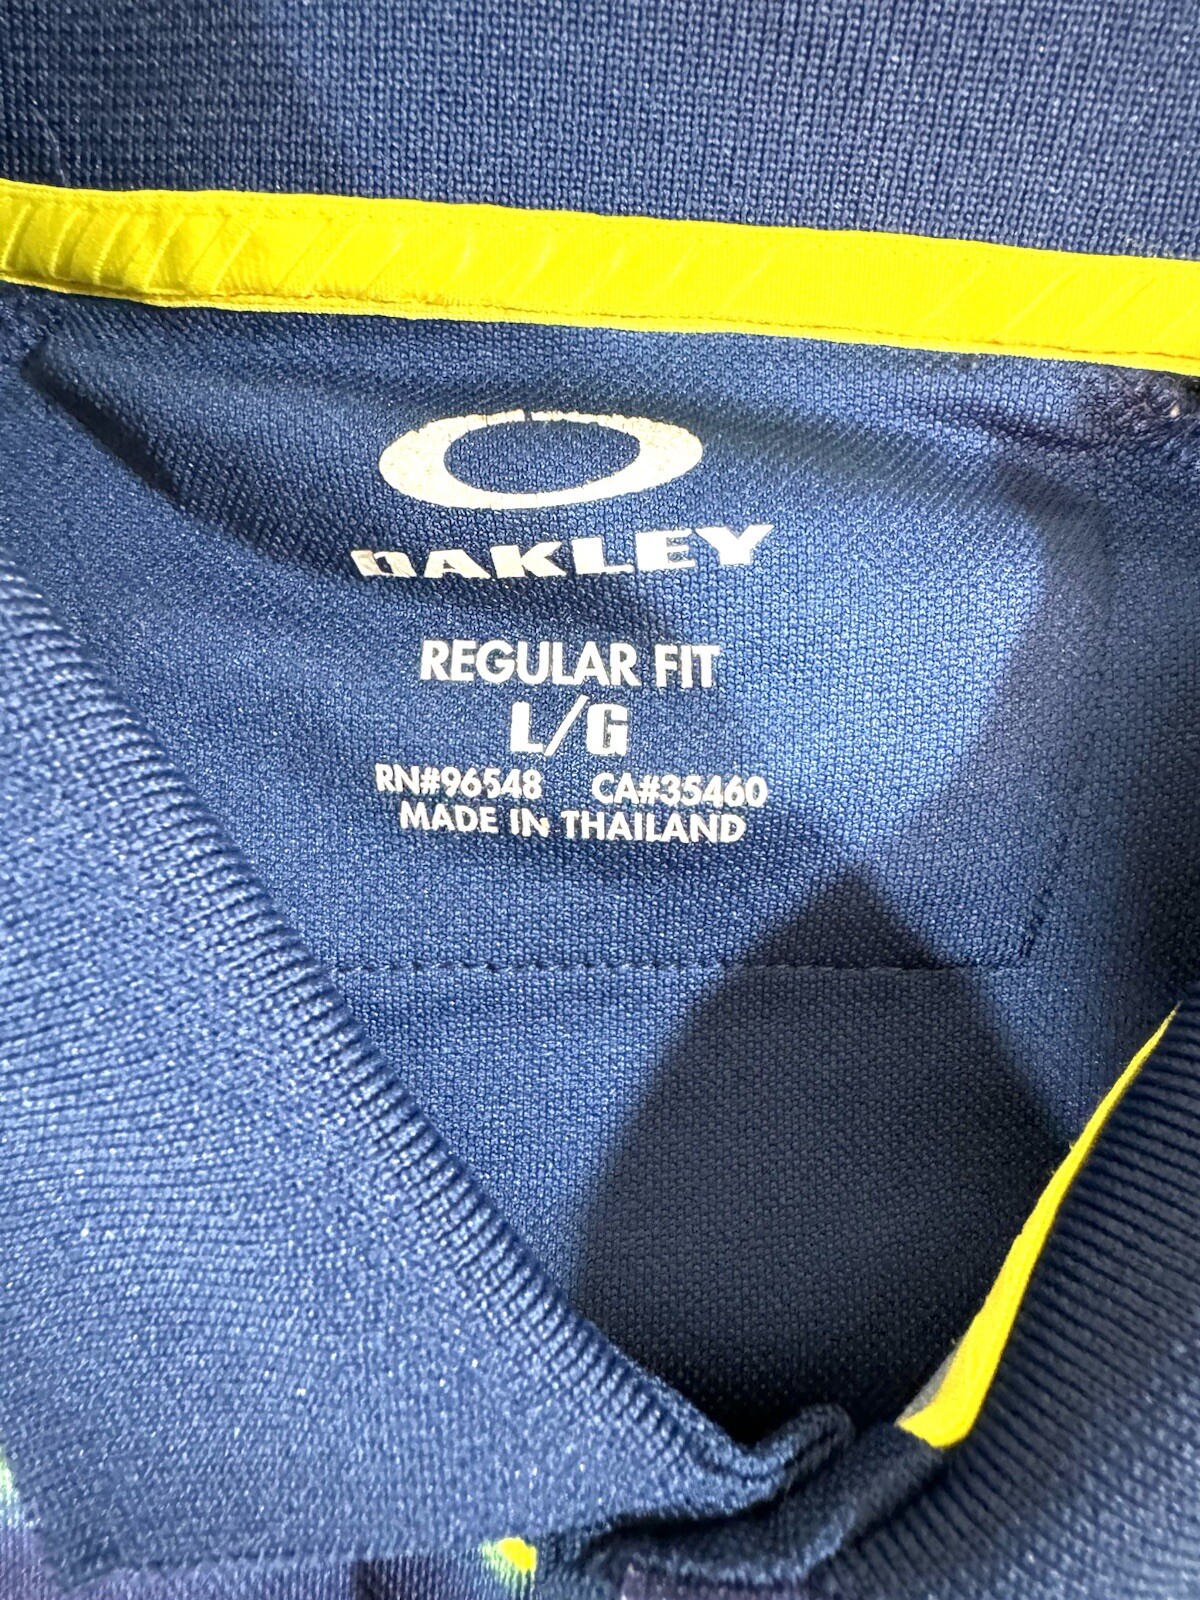 OAKLEY
REGULAR FIT
L/G
RN#96548 CA#35460
MADE IN THAILAND